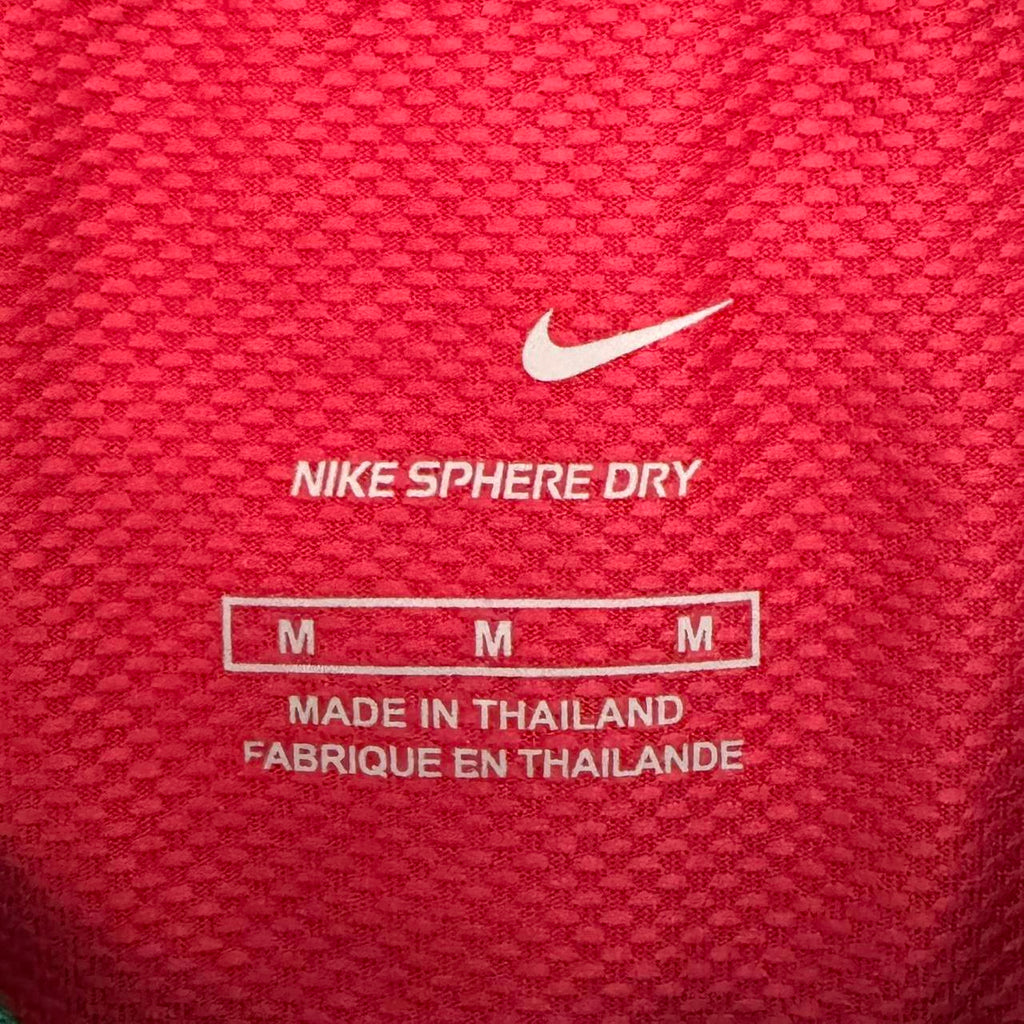 NIKE SPHERE DRY
M M M
MADE IN THAILAND
FABRIQUE EN THAILANDE